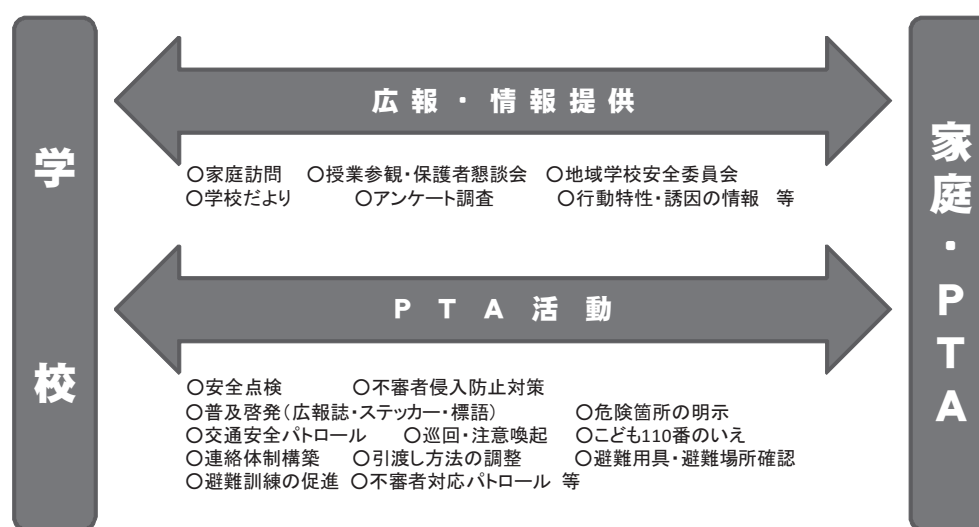 学校
広報・情報提供
○家庭訪問　○授業参観・保護者懇談会　○地域学校安全委員会
○学校だより　○アンケート調査　○行動特性・誘因の情報　等
PTA活動
○安全点検　○不審者侵入防止対策
○普及啓発（広報誌・ステッカー・標語）　○危険箇所の明示
○交通安全パトロール　○巡回・注意喚起　○こども110番のいえ
○連絡体制構築　○引渡し方法の調整　○避難用具・避難場所確認
○避難訓練の促進　○不審者対応パトロール　等
家庭・PTA